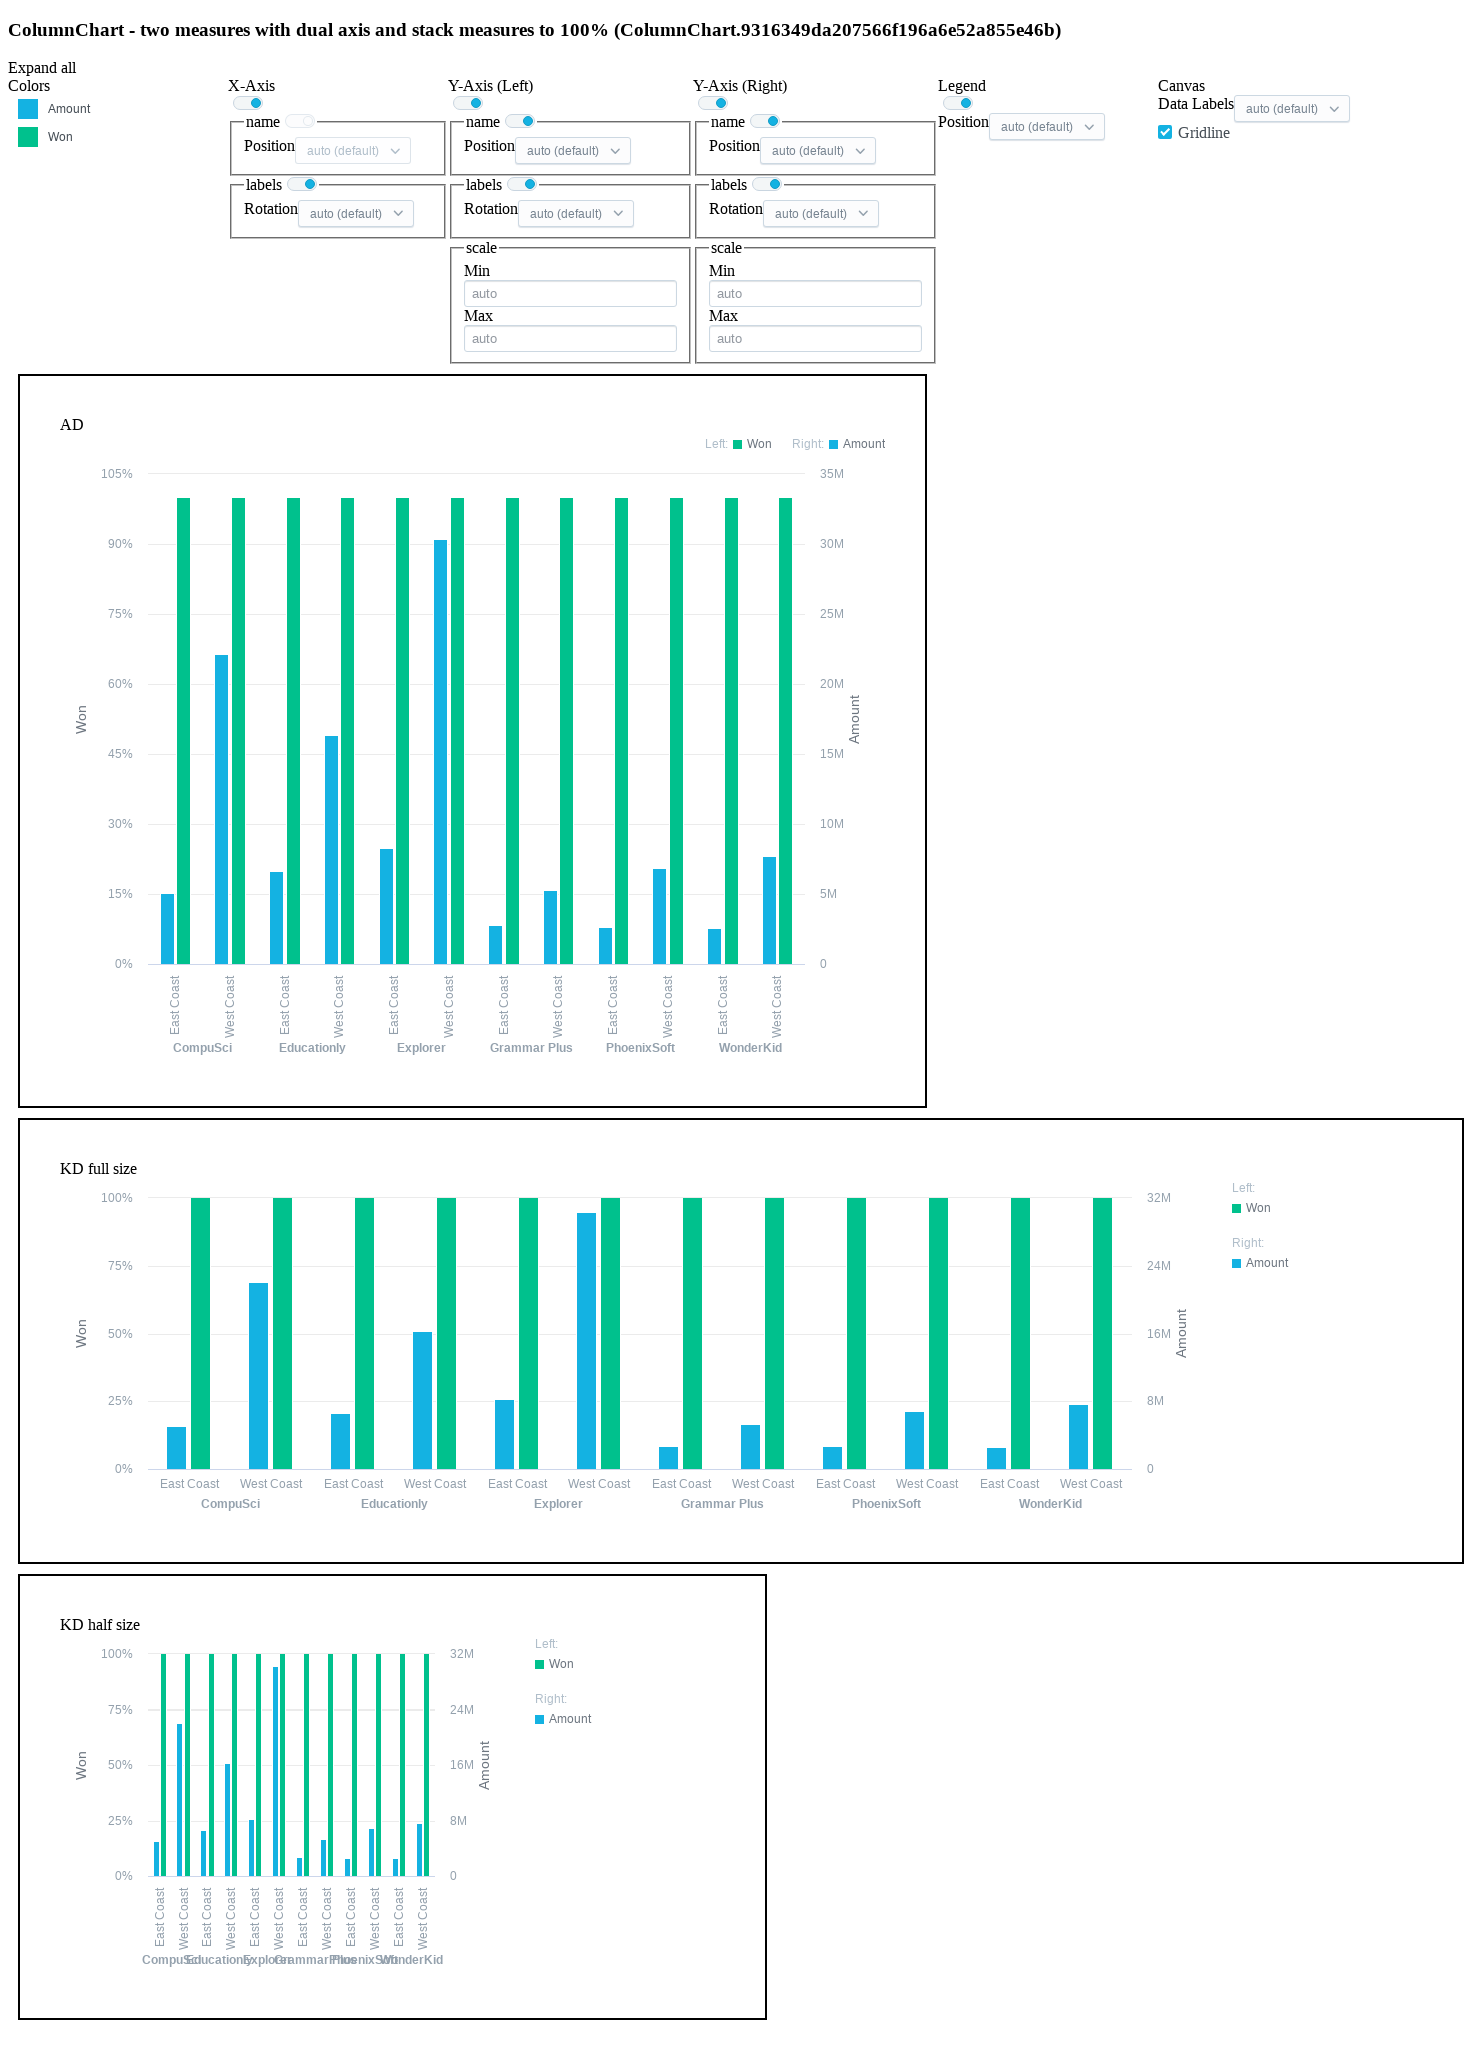 ColumnChart - two measures with dual axis and stack measures to 100% (ColumnChart.9316349da207566f196a6e52a855e46b)
Expand all
Colors
Amount
Won
X-Axis
name
Position auto (default)
labels
Rotation auto (default)
Y-Axis (Left)
name
Position auto (default)
labels
Rotation auto (default)
scale
Min
auto
Max
auto
Y-Axis (Right)
name
Position auto (default)
labels
Rotation auto (default)
scale
Min
auto
Max
auto
Legend
Position auto (default)
Canvas
Data Labels auto (default)
Gridline
AD
Left: Won Right: Amount
105% 35M
90% 30M
75% 25M
60% 20M
45% 15M
30% 10M
15% 5M
0% 0
Won
Amount
East Coast West Coast East Coast West Coast East Coast West Coast East Coast West Coast East Coast West Coast East Coast West Coast
CompuSci Educationly Explorer Grammar Plus PhoenixSoft WonderKid
KD full size
Left:
Won
Right:
Amount
100% 32M
75% 24M
50% 16M
25% 8M
0% 0
Won
Amount
East Coast West Coast East Coast West Coast East Coast West Coast East Coast West Coast East Coast West Coast East Coast West Coast
CompuSci Educationly Explorer Grammar Plus PhoenixSoft WonderKid
KD half size
Left:
Won
Right:
Amount
100% 32M
75% 24M
50% 16M
25% 8M
0% 0
Won
Amount
East Coast West Coast East Coast West Coast East Coast West Coast East Coast West Coast East Coast West Coast East Coast West Coast
CompuSci Educationly Explorer Grammar Plus PhoenixSoft WonderKid